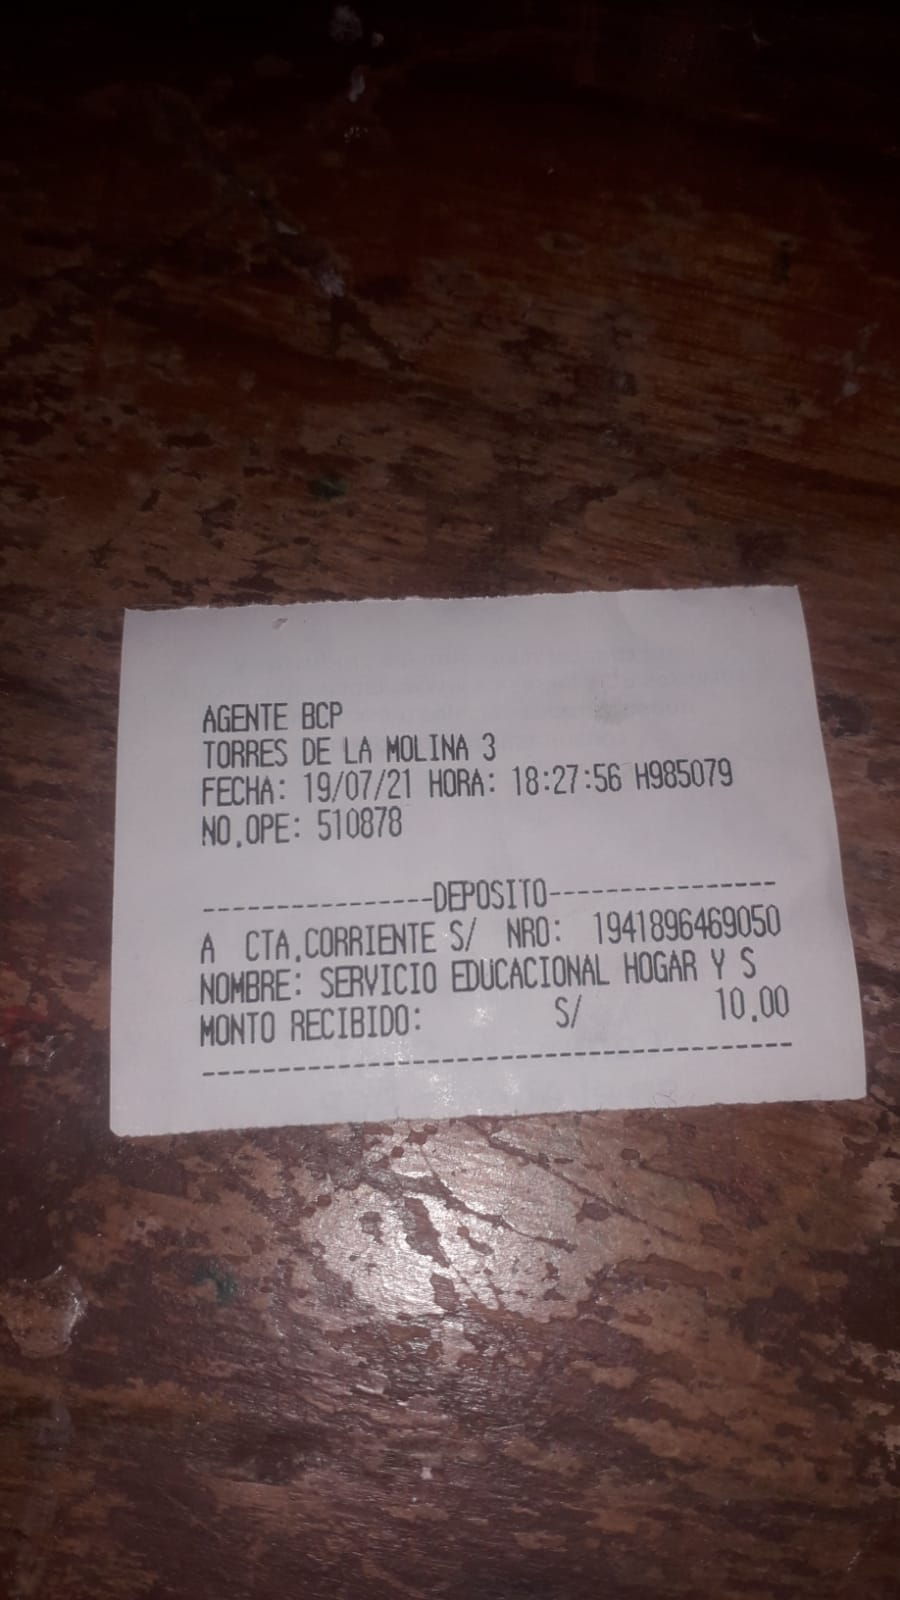 AGENTE BCP
TORRES DE LA MOLINA 3
FECHA: 19/07/21 HORA: 18:27:56 H985079
NO.OPE: 510878
----------------DEPOSITO----------------
A CTA.CORRIENTE S/ NRO: 1941896469050
NOMBRE: SERVICIO EDUCACIONAL HOGAR Y S
MONTO RECIBIDO: S/ 10.00
----------------------------------------